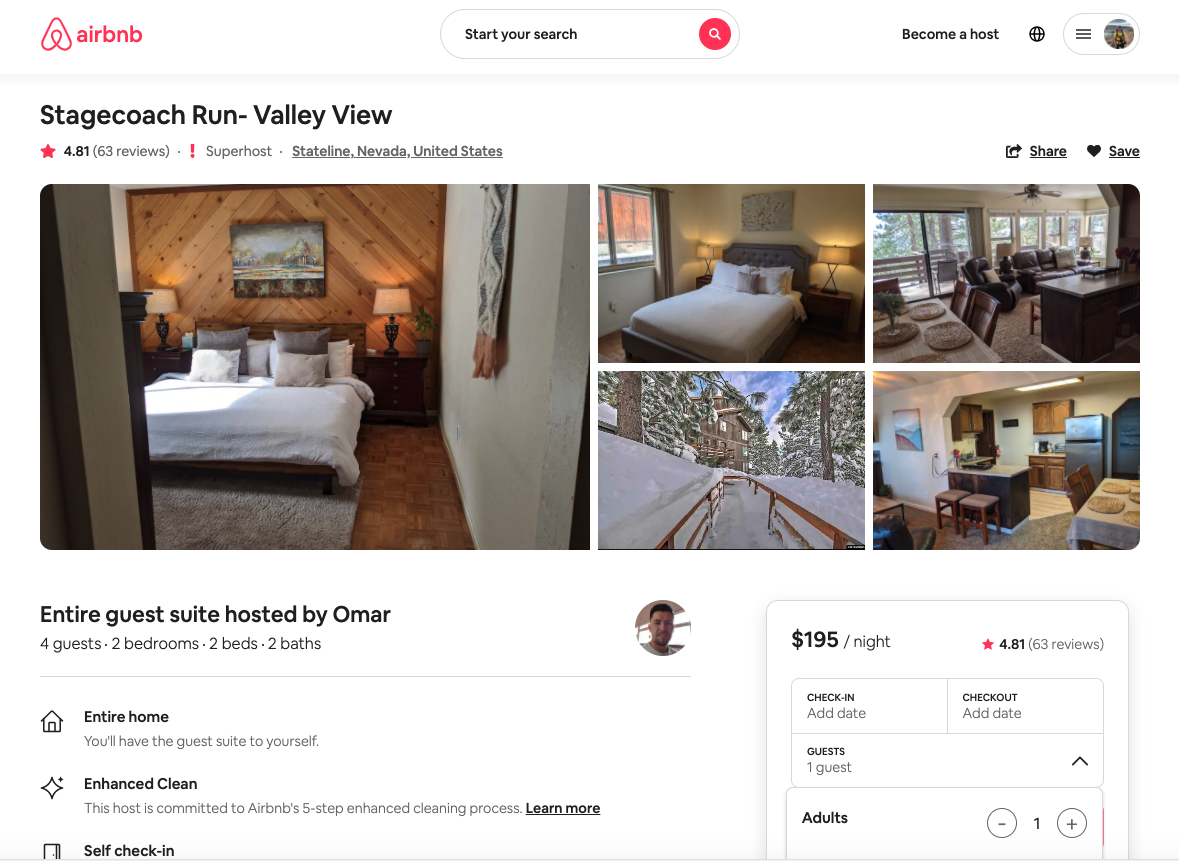 airbnb
Start your search
Become a host
Stagecoach Run- Valley View
4.81 (63 reviews) · Superhost · Stateline, Nevada, United States
Share
Save
Entire guest suite hosted by Omar
4 guests · 2 bedrooms · 2 beds · 2 baths
Entire home
You'll have the guest suite to yourself.
Enhanced Clean
This host is committed to Airbnb's 5-step enhanced cleaning process. Learn more
Self check-in
$195 / night
4.81 (63 reviews)
CHECK-IN
Add date
CHECKOUT
Add date
GUESTS
1 guest
Adults
- 1 +